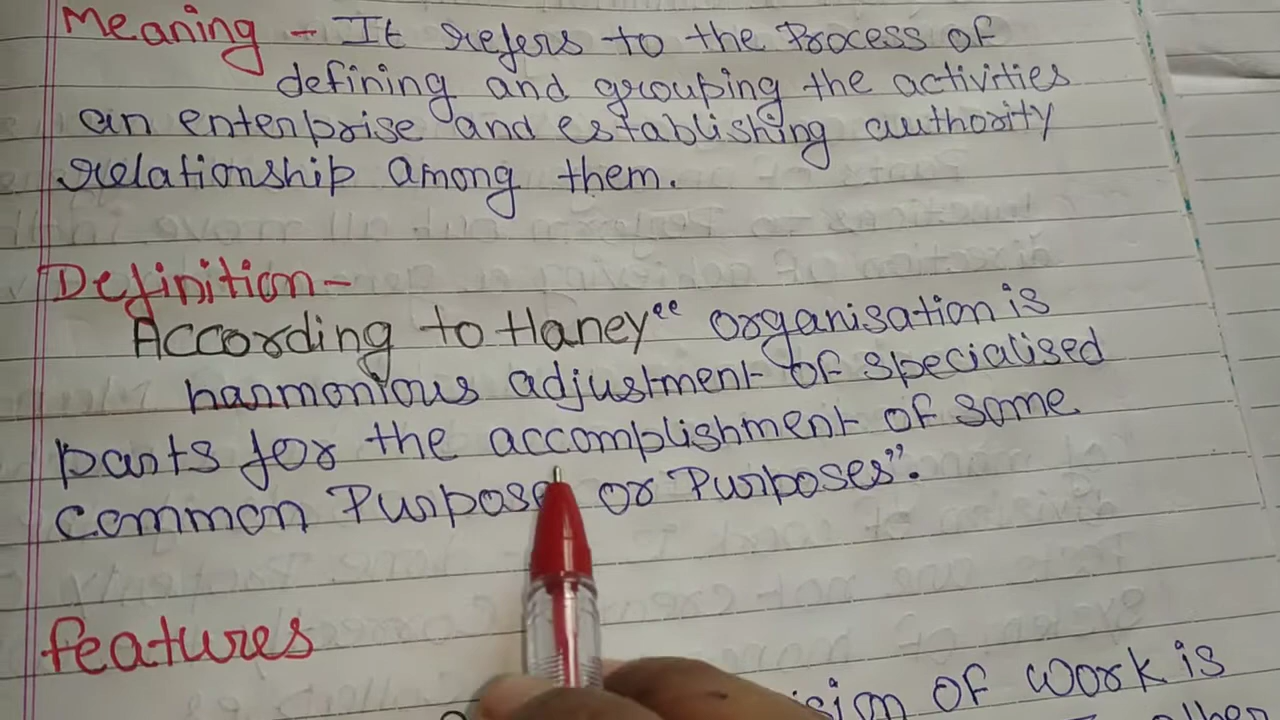 Meaning - It refers to the Process of
defining and grouping the activities
an enterprise and establishing authority
relationship among them.
Definition-
According to Haney "organisation is
harmonious adjustment of specialised
parts for the accomplishment of some
common Purpose or Purposes".
features
of work is